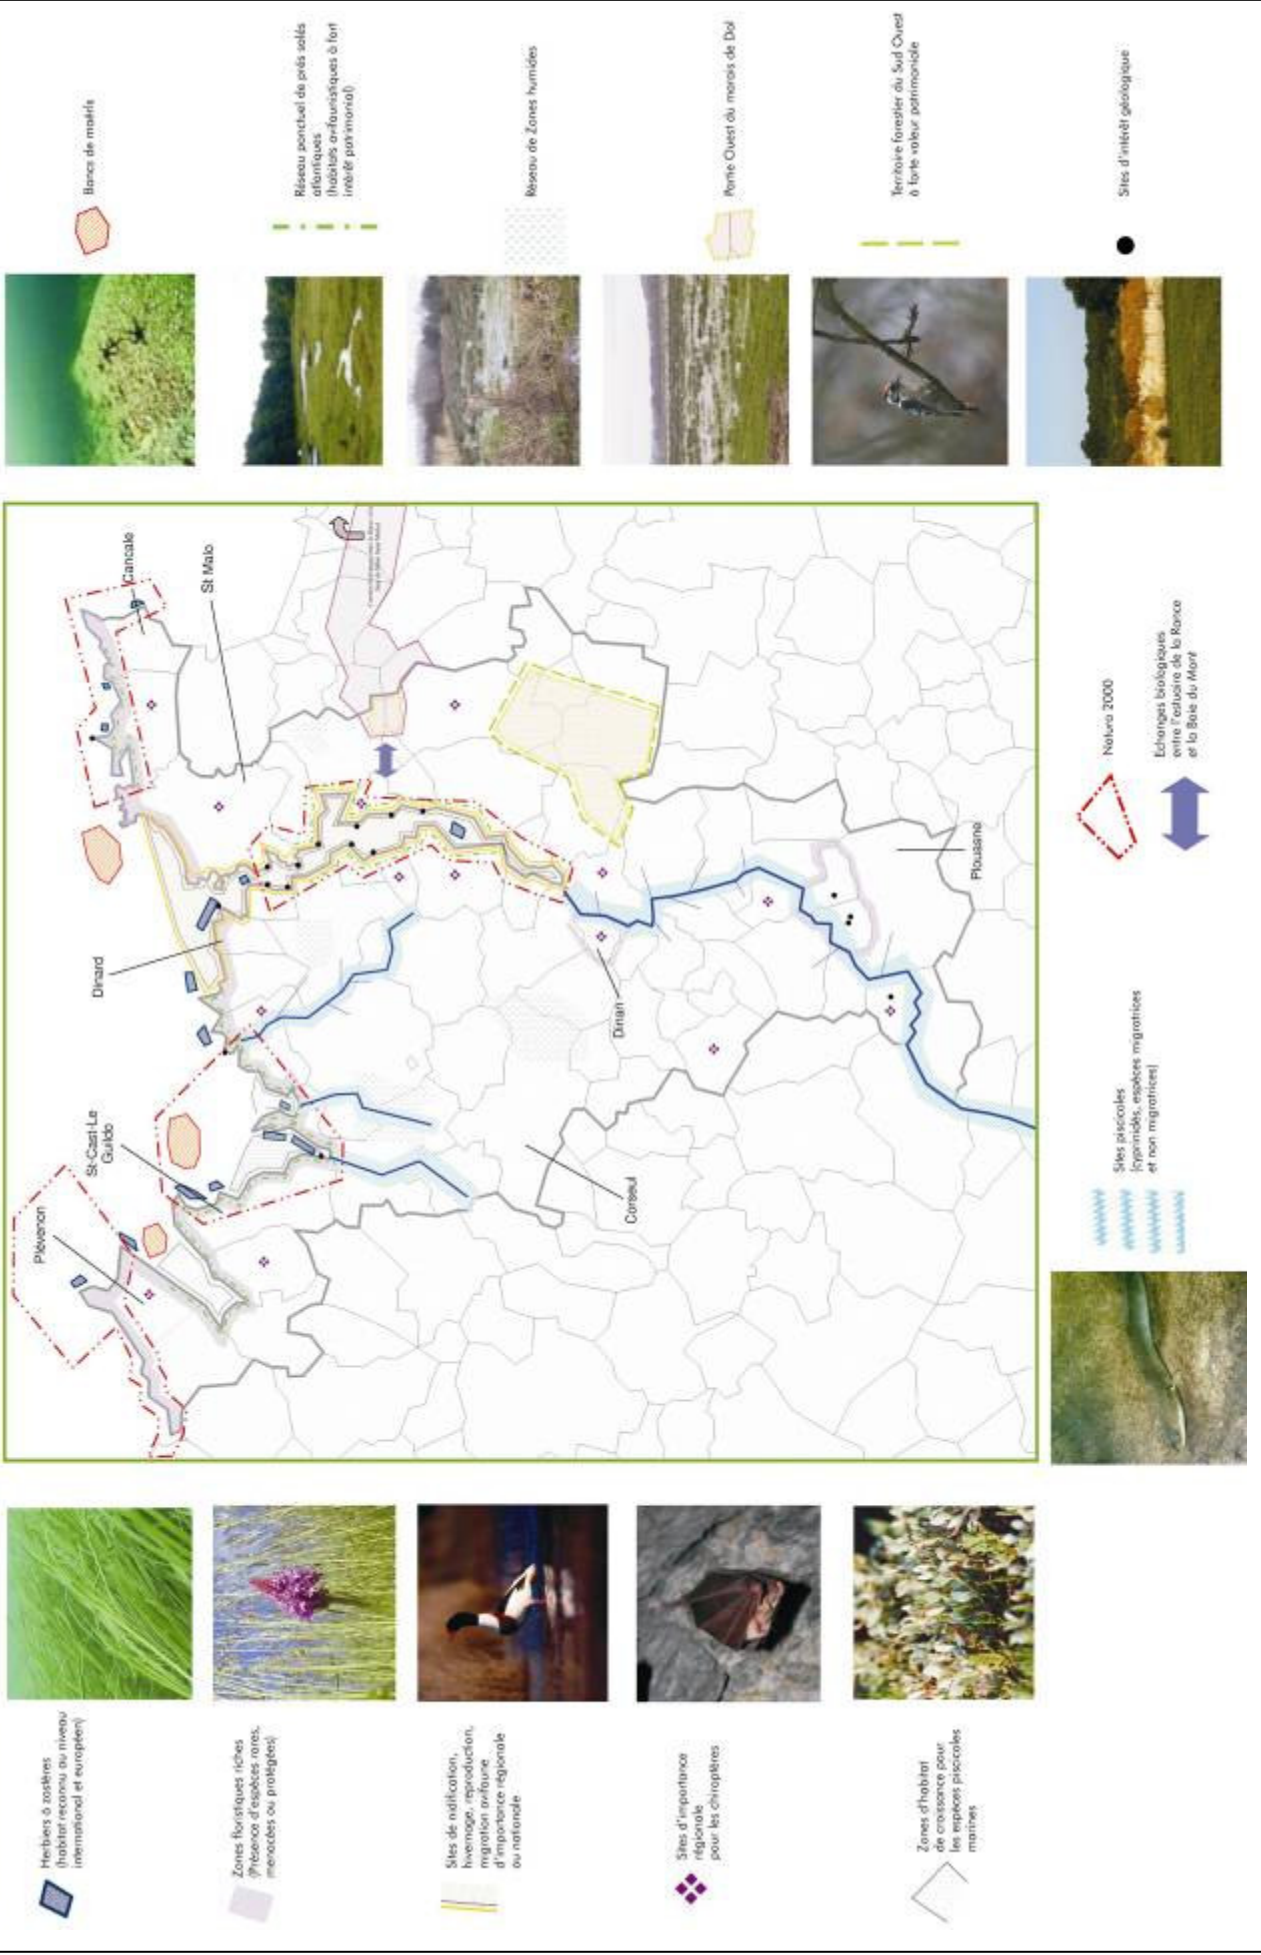 Herbiers à zostères
(habitat reconnu au niveau
international et européen)
Zones floristiques riches
(Présence d'espèces rares,
menacées ou protégées)
Sites de nidification,
hivernage, reproduction,
migration avifaune
d'importance régionale
ou nationale
Sites d'importance
régionale
pour les chiroptères
Zones d'habitat
de croissance pour
les espèces piscicoles
marines
Plévenon
St-Cast-Le
Guildo
Dinard
St Malo
Cancale
Corseul
Dinan
Plouasne
Sites piscicoles
(cyprinidés, espèces migratrices
et non migratrices)
Natura 2000
Echanges biologiques
entre l'estuaire de la Rance
et la Baie du Mont
Bancs de maërls
Réseau ponctuel de prés salés
atlantiques
(habitats avifaunistiques à fort
intérêt patrimonial)
Réseau de Zones humides
Partie Ouest du marais de Dol
Territoire forestier du Sud Ouest
à forte valeur patrimoniale
Sites d'intérêt géologique